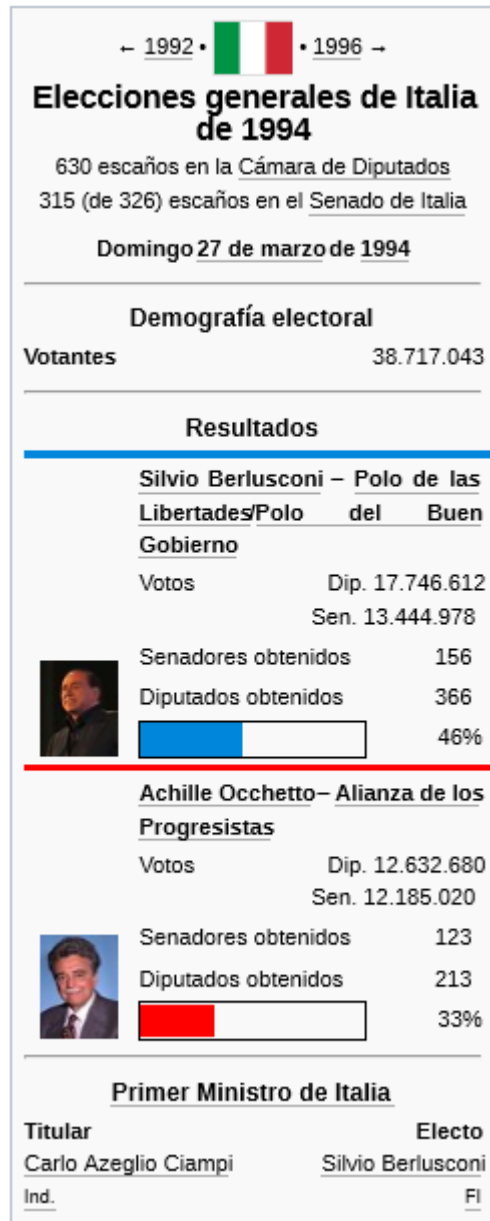 ← 1992 • • 1996 →
Elecciones generales de Italia
de 1994
630 escaños en la Cámara de Diputados
315 (de 326) escaños en el Senado de Italia
Domingo 27 de marzo de 1994
Demografía electoral
Votantes 38.717.043
Resultados
Silvio Berlusconi – Polo de las
Libertades/Polo del Buen
Gobierno
Votos Dip. 17.746.612
Sen. 13.444.978
Senadores obtenidos 156
Diputados obtenidos 366
46%
Achille Occhetto– Alianza de los
Progresistas
Votos Dip. 12.632.680
Sen. 12.185.020
Senadores obtenidos 123
Diputados obtenidos 213
33%
Primer Ministro de Italia
Titular Electo
Carlo Azeglio Ciampi Silvio Berlusconi
Ind. FI